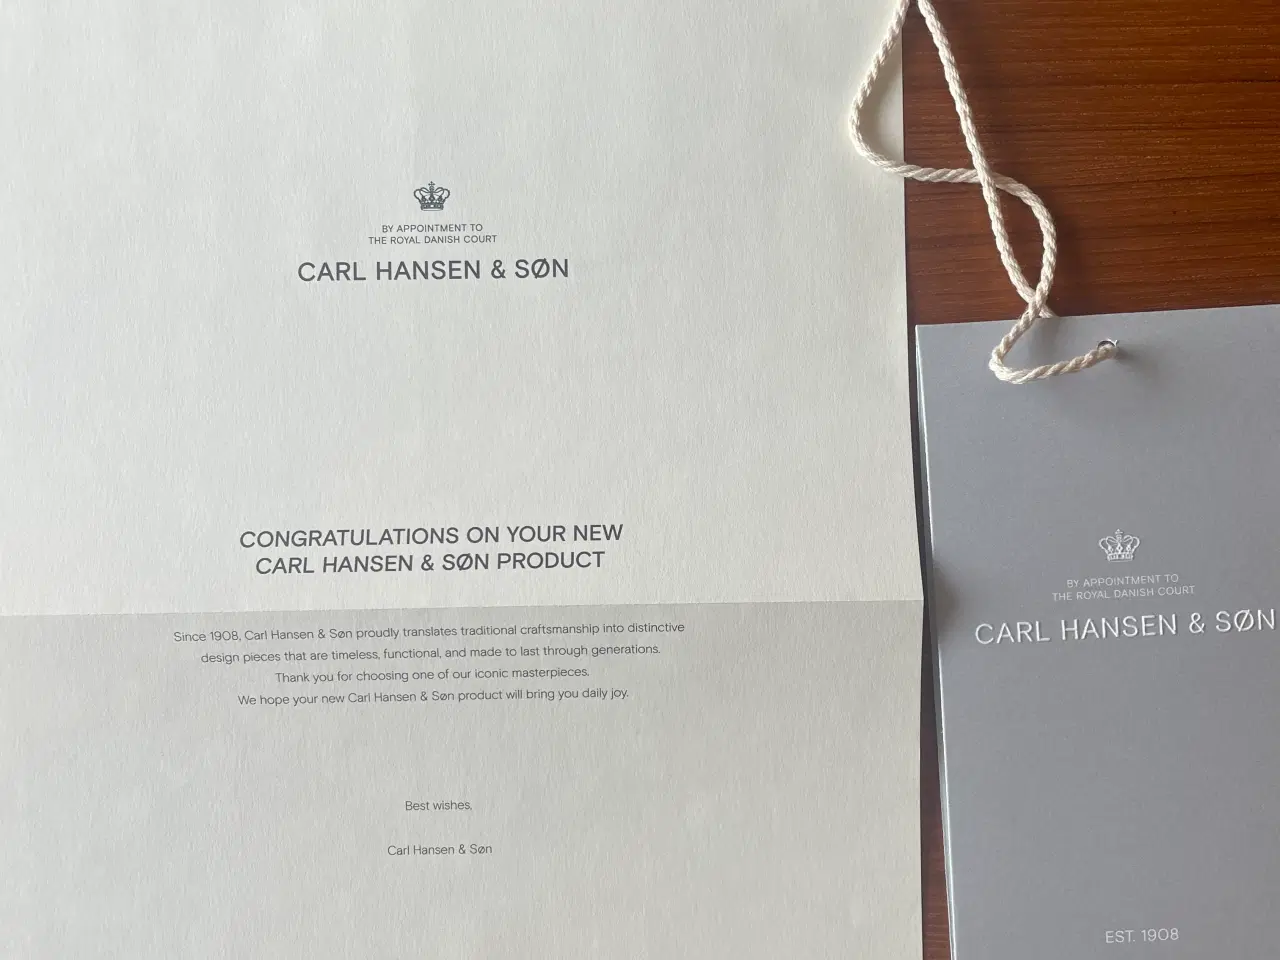 BY APPOINTMENT TO
THE ROYAL DANISH COURT
CARL HANSEN & SØN
CONGRATULATIONS ON YOUR NEW
CARL HANSEN & SØN PRODUCT
Since 1908, Carl Hansen & Søn proudly translates traditional craftsmanship into distinctive
design pieces that are timeless, functional, and made to last through generations.
Thank you for choosing one of our iconic masterpieces.
We hope your new Carl Hansen & Søn product will bring you daily joy.
Best wishes,
Carl Hansen & Søn
BY APPOINTMENT TO
THE ROYAL DANISH COURT
CARL HANSEN & SØN
EST. 1908